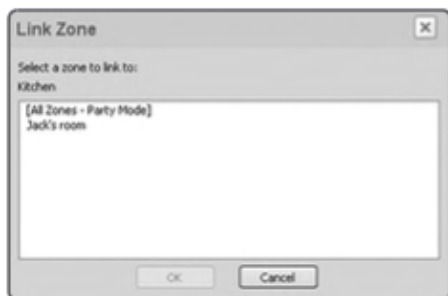 Link Zone
Select a zone to link to:
Kitchen
[All Zones - Party Mode]
Jack's room
OK
Cancel